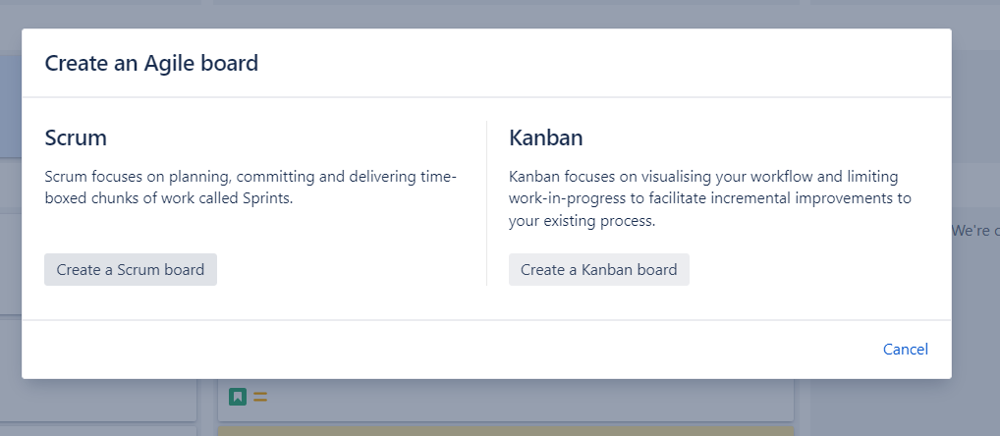 Create an Agile board
Scrum
Scrum focuses on planning, committing and delivering time-
boxed chunks of work called Sprints.
Create a Scrum board
Kanban
Kanban focuses on visualising your workflow and limiting
work-in-progress to facilitate incremental improvements to
your existing process.
Create a Kanban board
We're
Cancel